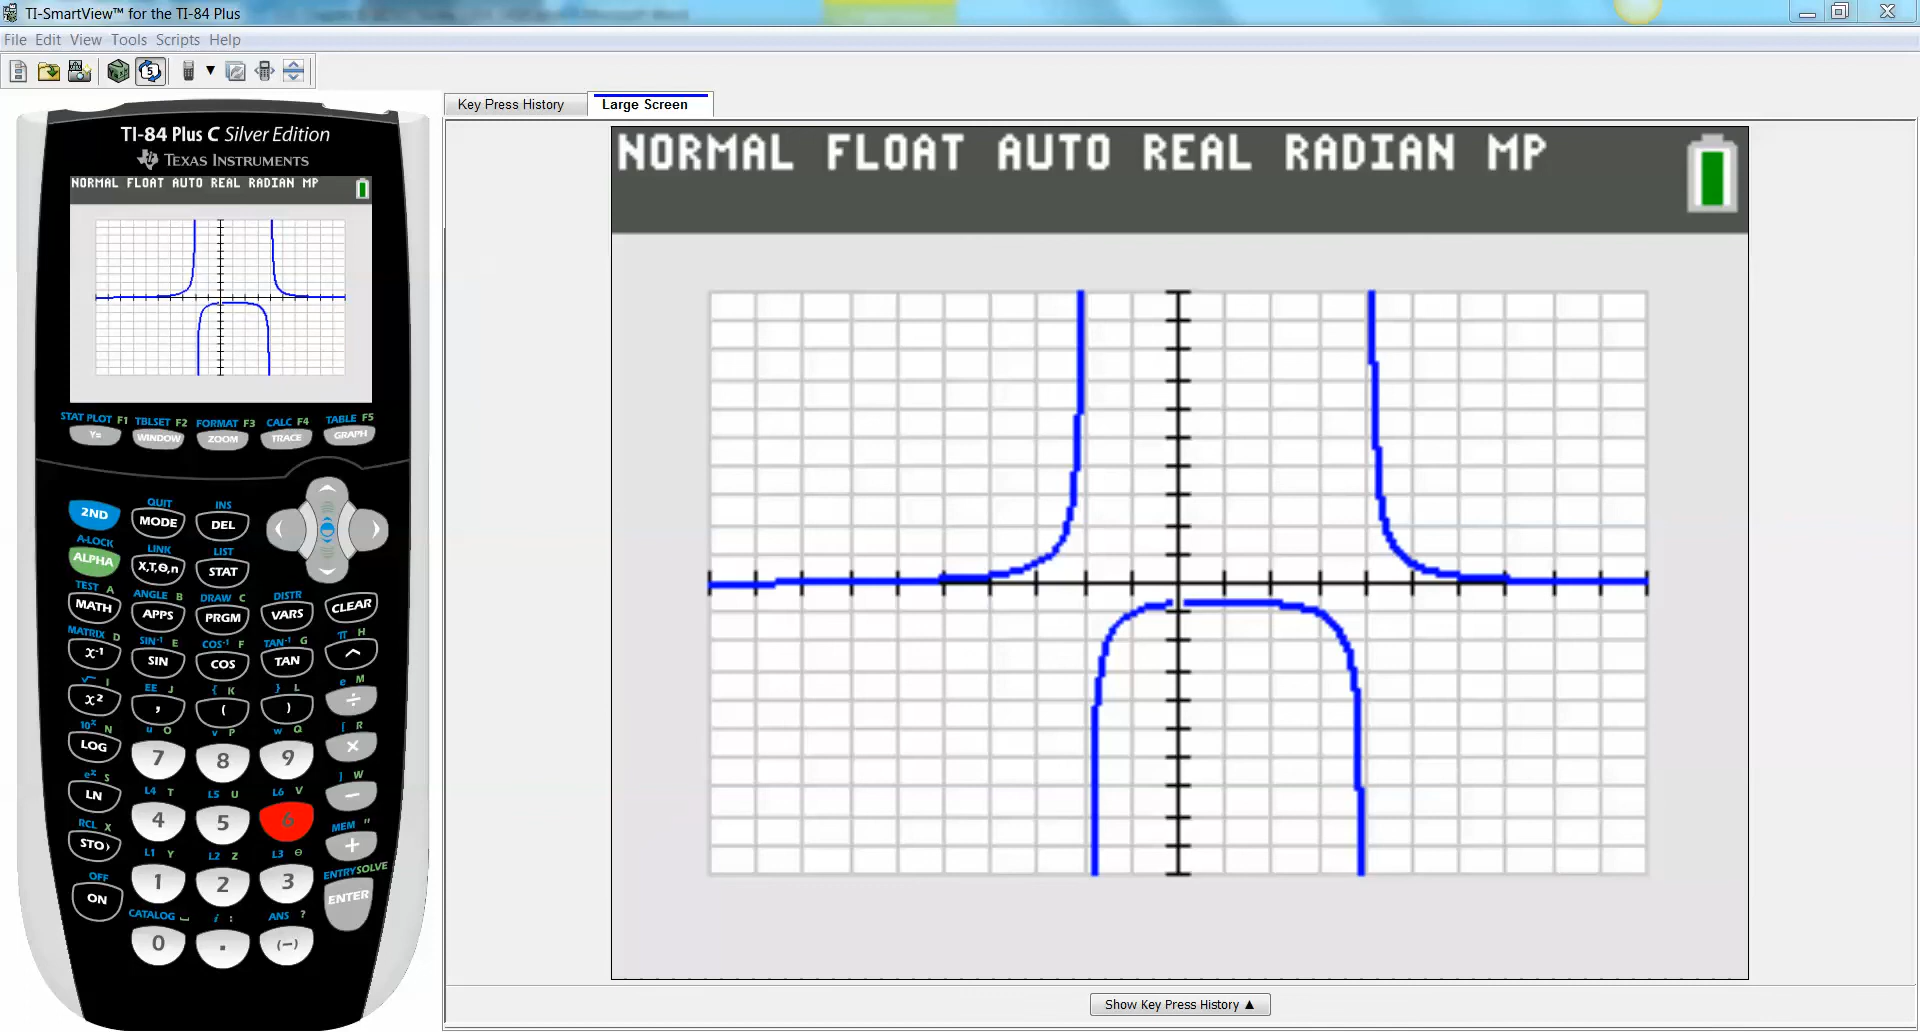 TI-SmartView™ for the TI-84 Plus
File Edit View Tools Scripts Help
Key Press History
Large Screen
TI-84 Plus C Silver Edition
TEXAS INSTRUMENTS
NORMAL FLOAT AUTO REAL RADIAN MP
NORMAL FLOAT AUTO REAL RADIAN MP
STAT PLOT F1 TBLSET F2 FORMAT F3 CALC F4 TABLE F5
Y= WINDOW ZOOM TRACE GRAPH
QUIT INS
2ND MODE DEL
A-LOCK LINK LIST
ALPHA X,T,Θ,n STAT
TEST A ANGLE B DRAW C DISTR
MATH APPS PRGM VARS CLEAR
MATRIX D SIN⁻¹ E COS⁻¹ F TAN⁻¹ G π H
x⁻¹ SIN COS TAN ^
√ I EE J { K } L e M
x² , ( ) ÷
10ˣ N u O v P w Q [ R
LOG 7 8 9 ×
eˣ S L4 T L5 U L6 V ] W
LN 4 5 6 −
RCL X L1 Y L2 Z L3 Θ MEM "
STO› 1 2 3 +
OFF CATALOG ⎵ i : ANS ? ENTRY SOLVE
ON 0 . (−) ENTER
Show Key Press History ▲